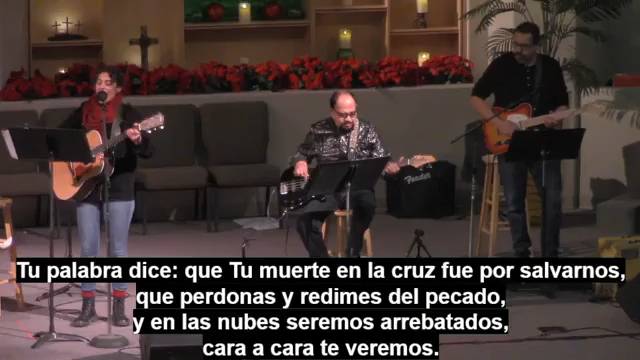 Fender
Tu palabra dice: que Tu muerte en la cruz fue por salvarnos,
que perdonas y redimes del pecado,
y en las nubes seremos arrebatados,
cara a cara te veremos.